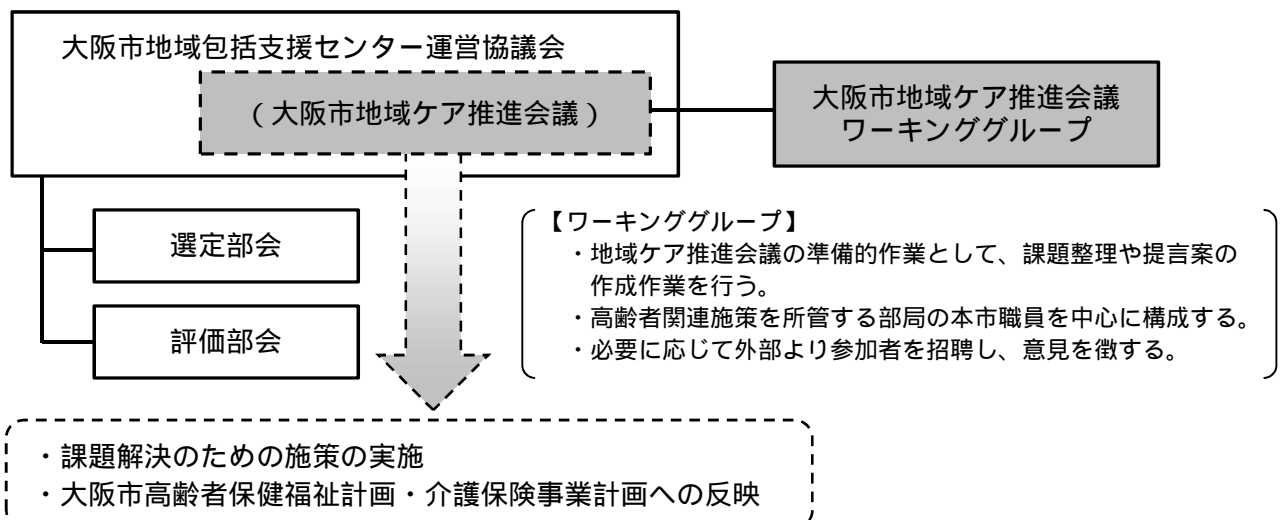 大阪市地域包括支援センター運営協議会
（大阪市地域ケア推進会議）
大阪市地域ケア推進会議
ワーキンググループ
選定部会
評価部会
【ワーキンググループ】
・地域ケア推進会議の準備的作業として、課題整理や提言案の
作成作業を行う。
・高齢者関連施策を所管する部局の本市職員を中心に構成する。
・必要に応じて外部より参加者を招聘し、意見を徴する。
・課題解決のための施策の実施
・大阪市高齢者保健福祉計画・介護保険事業計画への反映